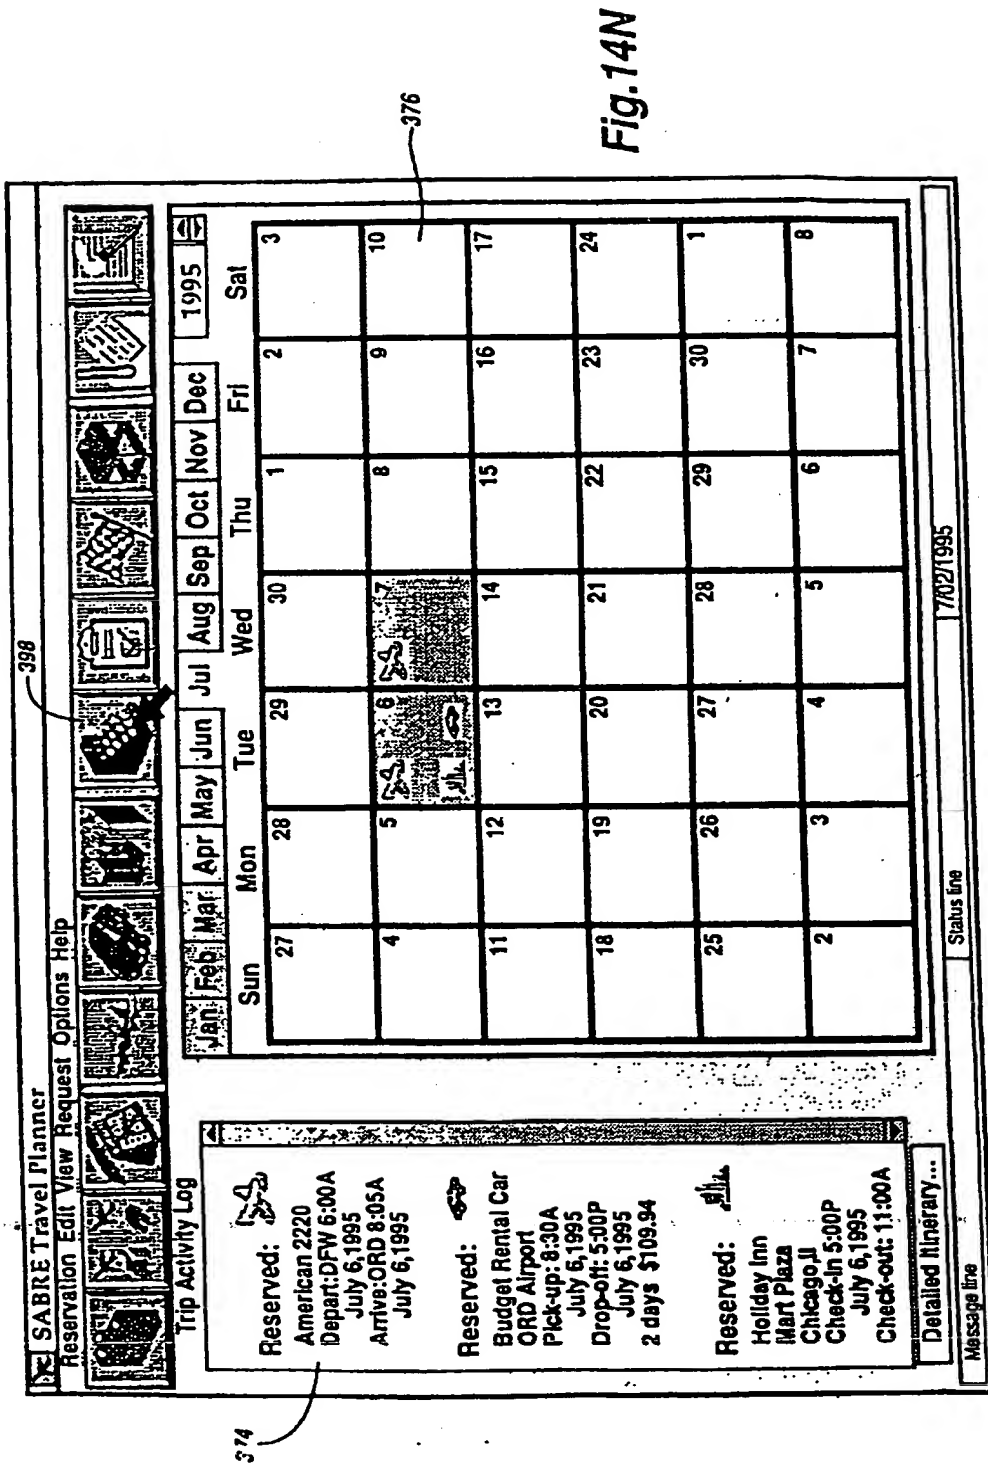 398
SABRE Travel Planner
Reservation Edit View Request Options Help
Trip Activity Log
374
Reserved:
American 2220
Depart:DFW 6:00A
July 6,1995
Arrive:ORD 8:05A
July 6,1995
Reserved:
Budget Rental Car
ORD Airport
Pick-up: 8:30A
July 6,1995
Drop-off: 5:00P
July 6,1995
2 days $109.94
Reserved:
Holiday Inn
Mart Plaza
Chicago,Il
Check-in 5:00P
July 6,1995
Check-out: 11:00A
Detailed Itinerary...
Jan Feb Mar Apr May Jun Jul Aug Sep Oct Nov Dec 1995
Sun Mon Tue Wed Thu Fri Sat
27 28 29 30 1 2 3
4 5 6 7 8 9 10
11 12 13 14 15 16 17
18 19 20 21 22 23 24
25 26 27 28 29 30 1
2 3 4 5 6 7 8
376
Message line
Status line
7/02/1995
Fig.14N